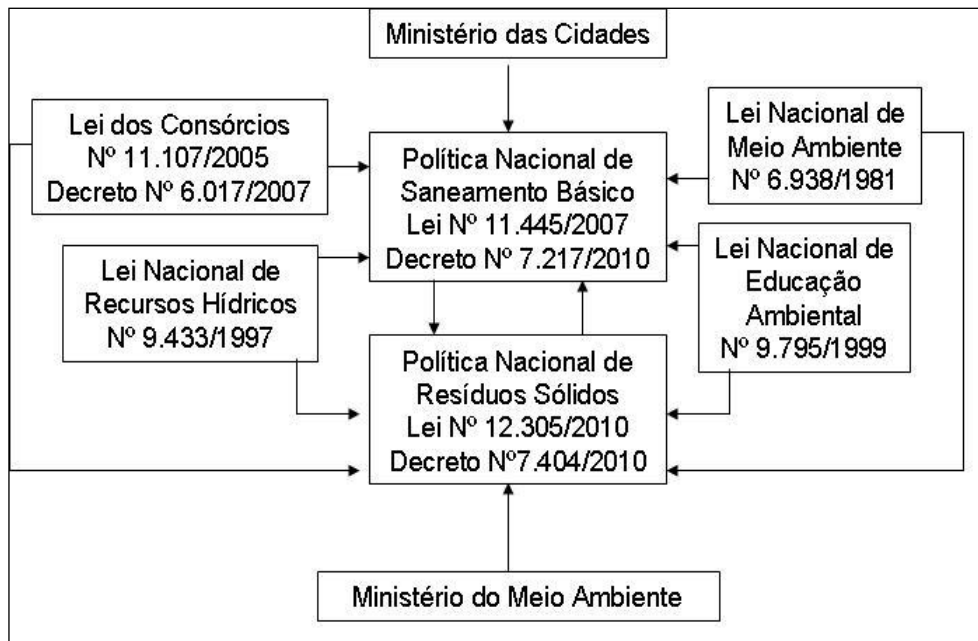 Ministério das Cidades
Lei dos Consórcios
Nº 11.107/2005
Decreto Nº 6.017/2007
Política Nacional de
Saneamento Básico
Lei Nº 11.445/2007
Decreto Nº 7.217/2010
Lei Nacional de
Meio Ambiente
Nº 6.938/1981
Lei Nacional de
Recursos Hídricos
Nº 9.433/1997
Lei Nacional de
Educação
Ambiental
Nº 9.795/1999
Política Nacional de
Resíduos Sólidos
Lei Nº 12.305/2010
Decreto Nº7.404/2010
Ministério do Meio Ambiente